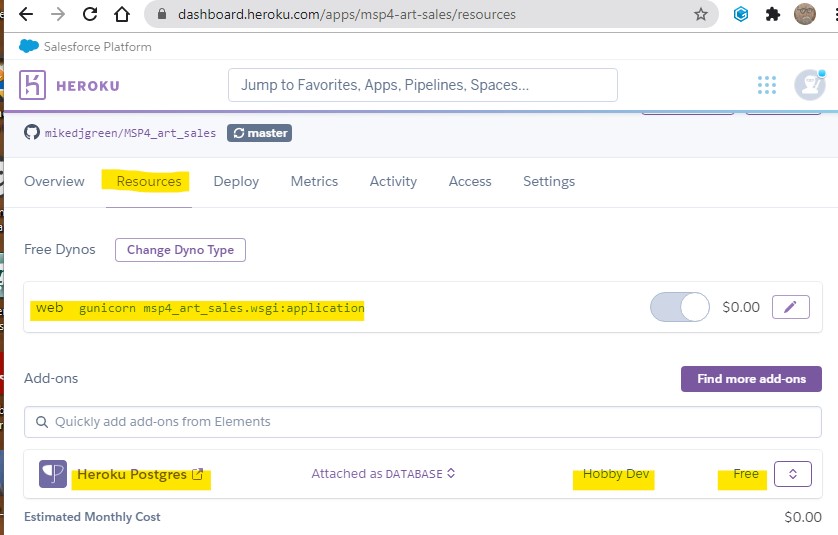 dashboard.heroku.com/apps/msp4-art-sales/resources
Salesforce Platform
HEROKU
Jump to Favorites, Apps, Pipelines, Spaces...
mikedjgreen/MSP4_art_sales master
Overview Resources Deploy Metrics Activity Access Settings
Free Dynos Change Dyno Type
web gunicorn msp4_art_sales.wsgi:application $0.00
Add-ons Find more add-ons
Quickly add add-ons from Elements
Heroku Postgres Attached as DATABASE Hobby Dev Free
Estimated Monthly Cost $0.00